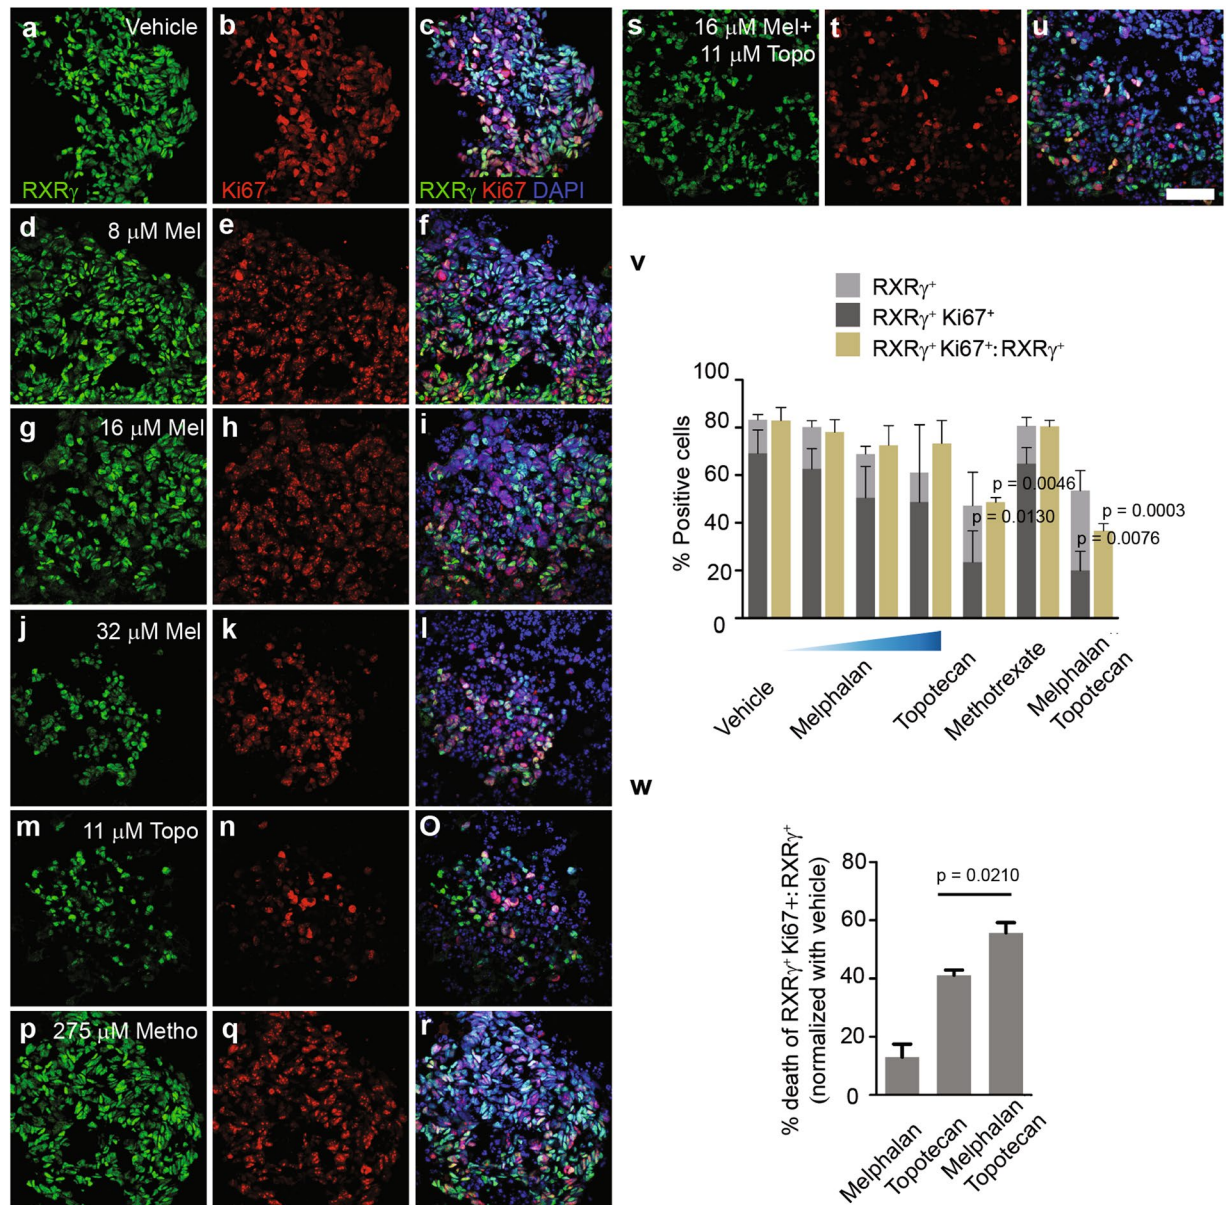 a Vehicle b c
RXRγ Ki67 RXRγ Ki67 DAPI
d 8 μM Mel e f
g 16 μM Mel h i
j 32 μM Mel k l
m 11 μM Topo n O
p 275 μM Metho q r
s 16 μM Mel+ t u
11 μM Topo
v
RXRγ⁺
RXRγ⁺ Ki67⁺
RXRγ⁺ Ki67⁺:RXRγ⁺
% Positive cells
100
80
60
40
20
0
p = 0.0046
p = 0.0130
p = 0.0003
p = 0.0076
Vehicle
Melphalan
Topotecan
Methotrexate
Melphalan
Topotecan
w
% death of RXRγ⁺ Ki67+:RXRγ⁺
(normalized with vehicle)
80
60
40
20
0
p = 0.0210
Melphalan
Topotecan
Melphalan
Topotecan